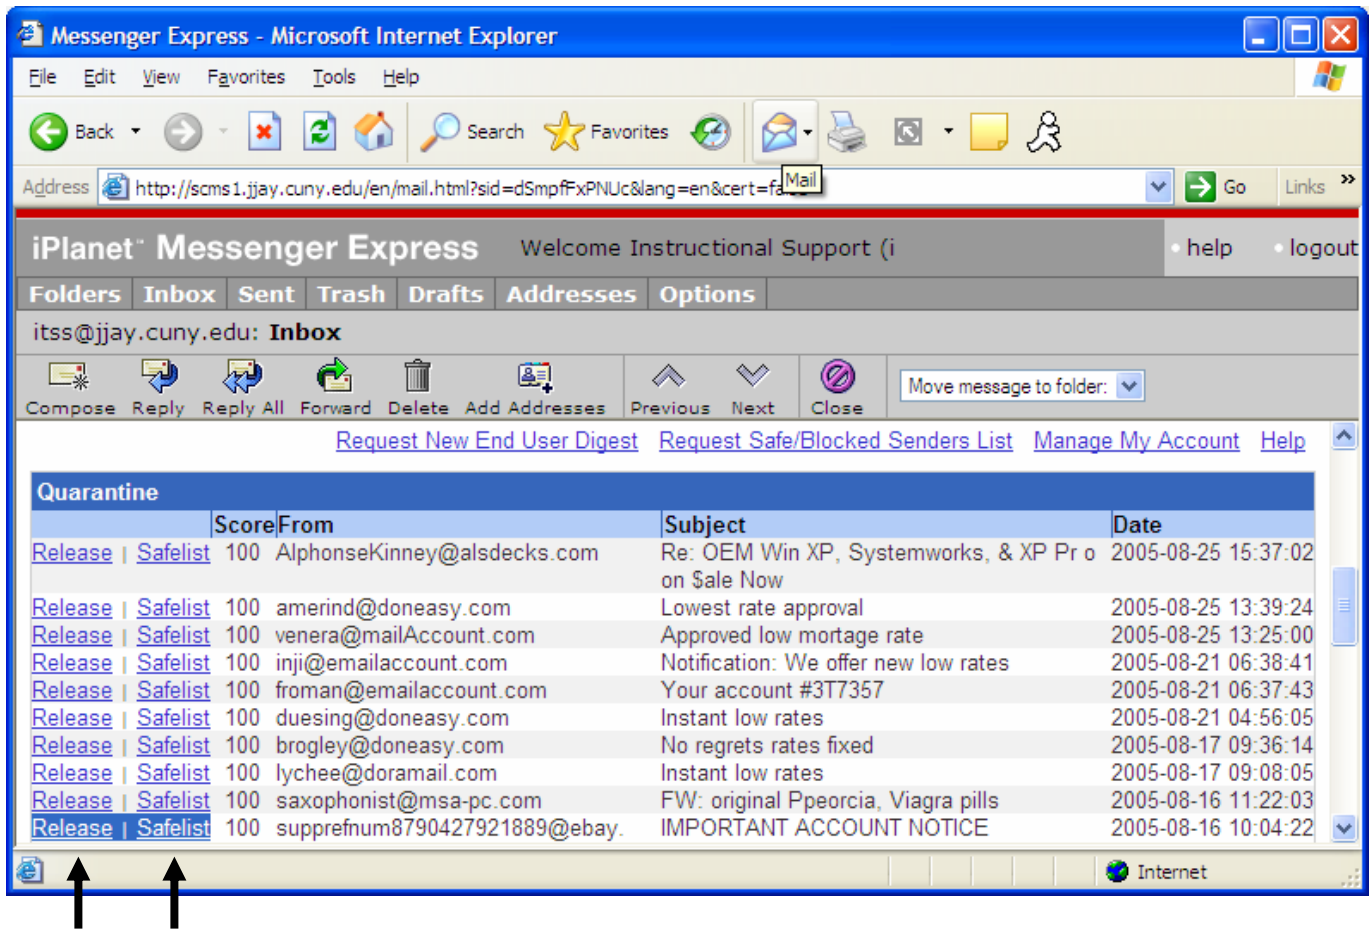 Messenger Express - Microsoft Internet Explorer
File Edit View Favorites Tools Help
Back Search Favorites
Address http://scms1.jjay.cuny.edu/en/mail.html?sid=dSmpfFxPNUc&lang=en&cert= Mail Go Links »
iPlanet™ Messenger Express Welcome Instructional Support (i help logout
Folders Inbox Sent Trash Drafts Addresses Options
itss@jjay.cuny.edu: Inbox
Compose Reply Reply All Forward Delete Add Addresses Previous Next Close Move message to folder:
Request New End User Digest Request Safe/Blocked Senders List Manage My Account Help
Quarantine
Score From Subject Date
Release | Safelist 100 AlphonseKinney@alsdecks.com Re: OEM Win XP, Systemworks, & XP Pr o 2005-08-25 15:37:02
on $ale Now
Release | Safelist 100 amerind@doneasy.com Lowest rate approval 2005-08-25 13:39:24
Release | Safelist 100 venera@mailAccount.com Approved low mortage rate 2005-08-25 13:25:00
Release | Safelist 100 inji@emailaccount.com Notification: We offer new low rates 2005-08-21 06:38:41
Release | Safelist 100 froman@emailaccount.com Your account #3T7357 2005-08-21 06:37:43
Release | Safelist 100 duesing@doneasy.com Instant low rates 2005-08-21 04:56:05
Release | Safelist 100 brogley@doneasy.com No regrets rates fixed 2005-08-17 09:36:14
Release | Safelist 100 lychee@doramail.com Instant low rates 2005-08-17 09:08:05
Release | Safelist 100 saxophonist@msa-pc.com FW: original Ppeorcia, Viagra pills 2005-08-16 11:22:03
Release | Safelist 100 supprefnum8790427921889@ebay. IMPORTANT ACCOUNT NOTICE 2005-08-16 10:04:22
Internet